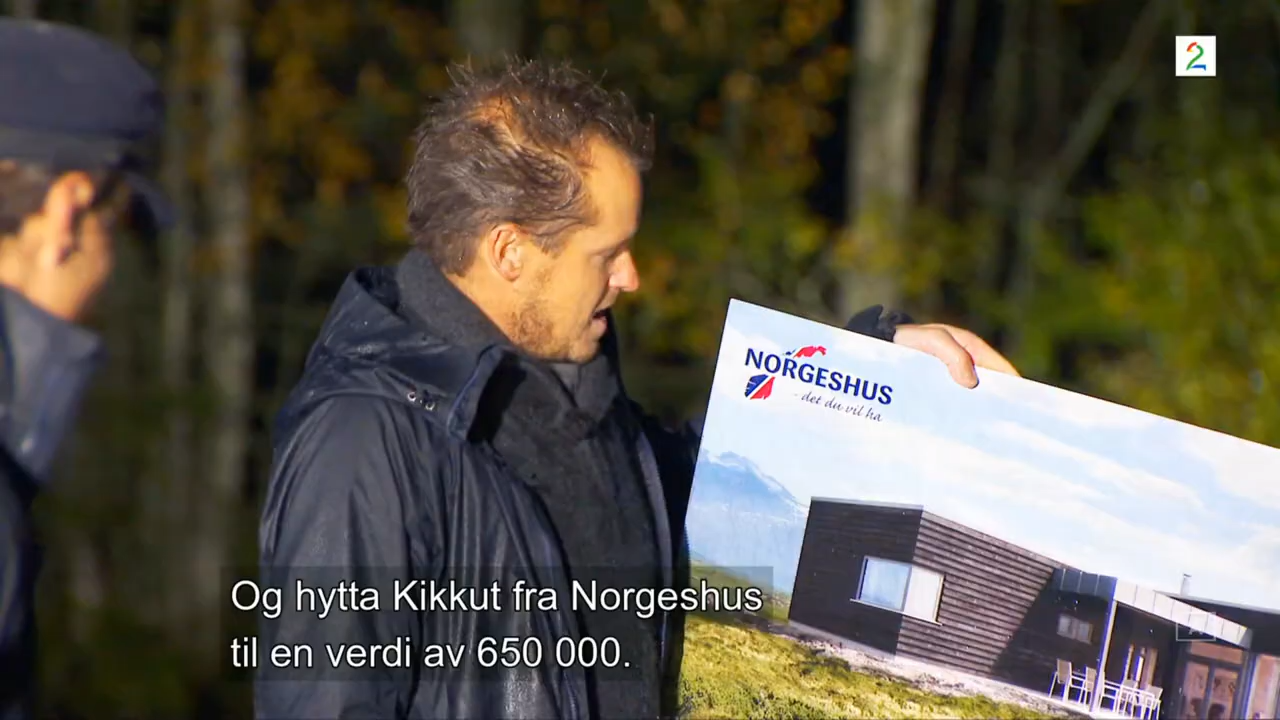 2
NORGESHUS
- det du vil ha
Og hytta Kikkut fra Norgeshus
til en verdi av 650 000.